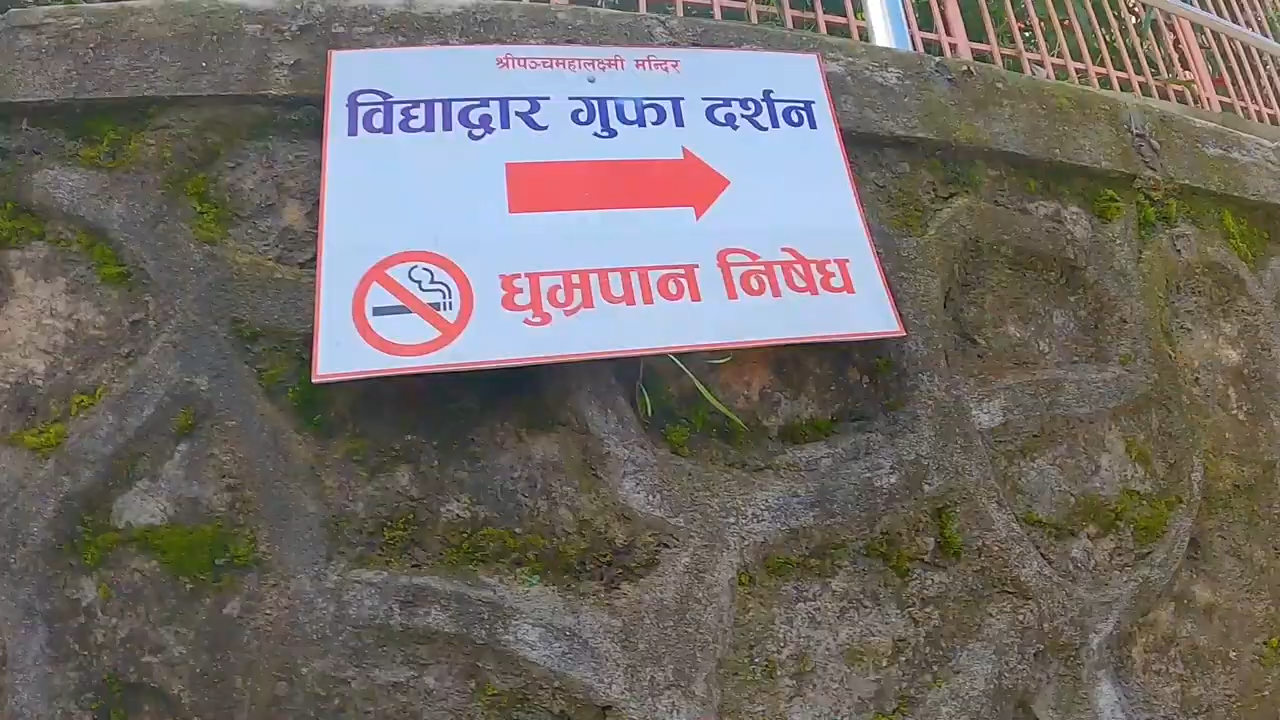 श्रीपञ्चमहालक्ष्मी मन्दिर
विद्याद्वार गुफा दर्शन
धुम्रपान निषेध